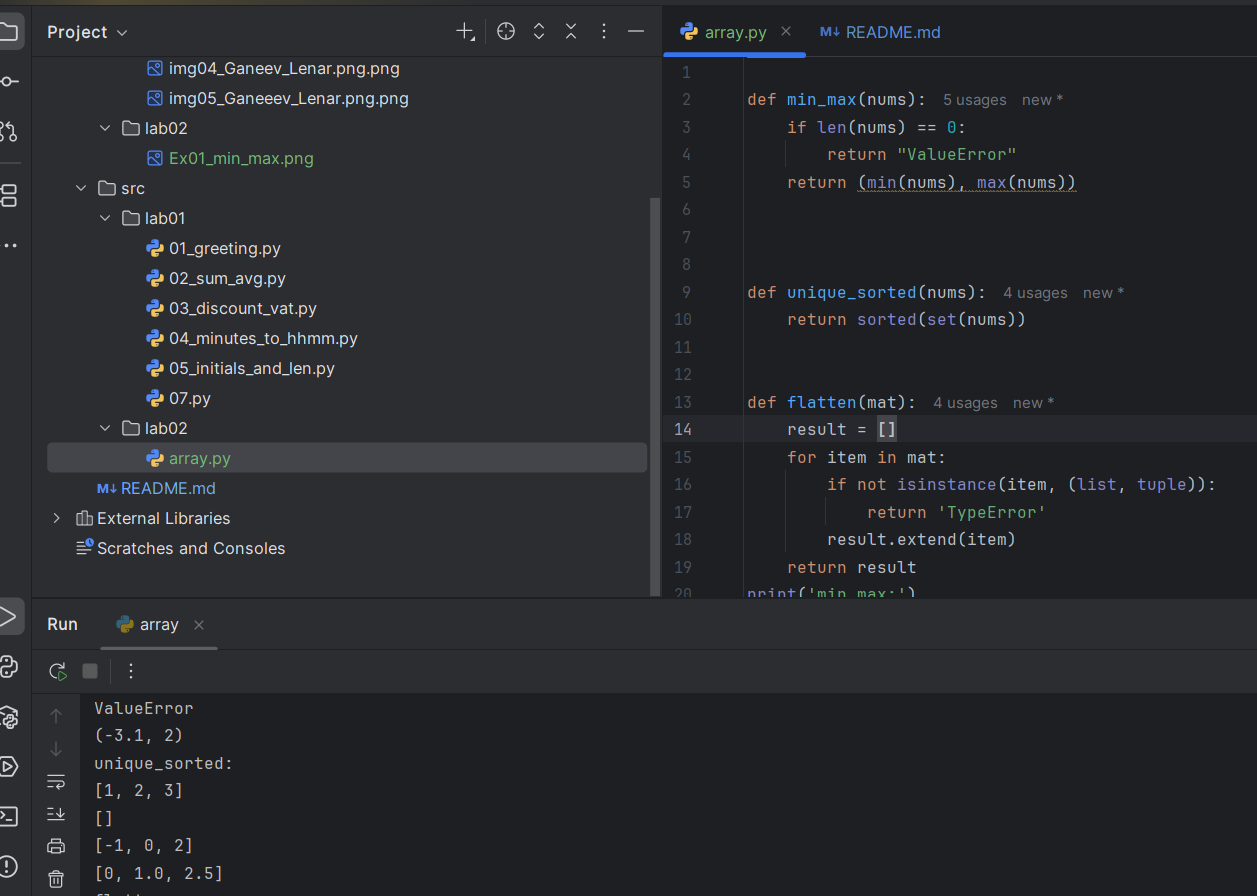 Project
img04_Ganeev_Lenar.png.png
img05_Ganeeev_Lenar.png.png
lab02
Ex01_min_max.png
src
lab01
01_greeting.py
02_sum_avg.py
03_discount_vat.py
04_minutes_to_hhmm.py
05_initials_and_len.py
07.py
lab02
array.py
M↓ README.md
External Libraries
Scratches and Consoles
array.py
M↓ README.md
1
2 def min_max(nums): 5 usages new *
3 if len(nums) == 0:
4 return "ValueError"
5 return (min(nums), max(nums))
6
7
8
9 def unique_sorted(nums): 4 usages new *
10 return sorted(set(nums))
11
12
13 def flatten(mat): 4 usages new *
14 result = []
15 for item in mat:
16 if not isinstance(item, (list, tuple)):
17 return 'TypeError'
18 result.extend(item)
19 return result
20 print('min_max:')
Run
array
ValueError
(-3.1, 2)
unique_sorted:
[1, 2, 3]
[]
[-1, 0, 2]
[0, 1.0, 2.5]